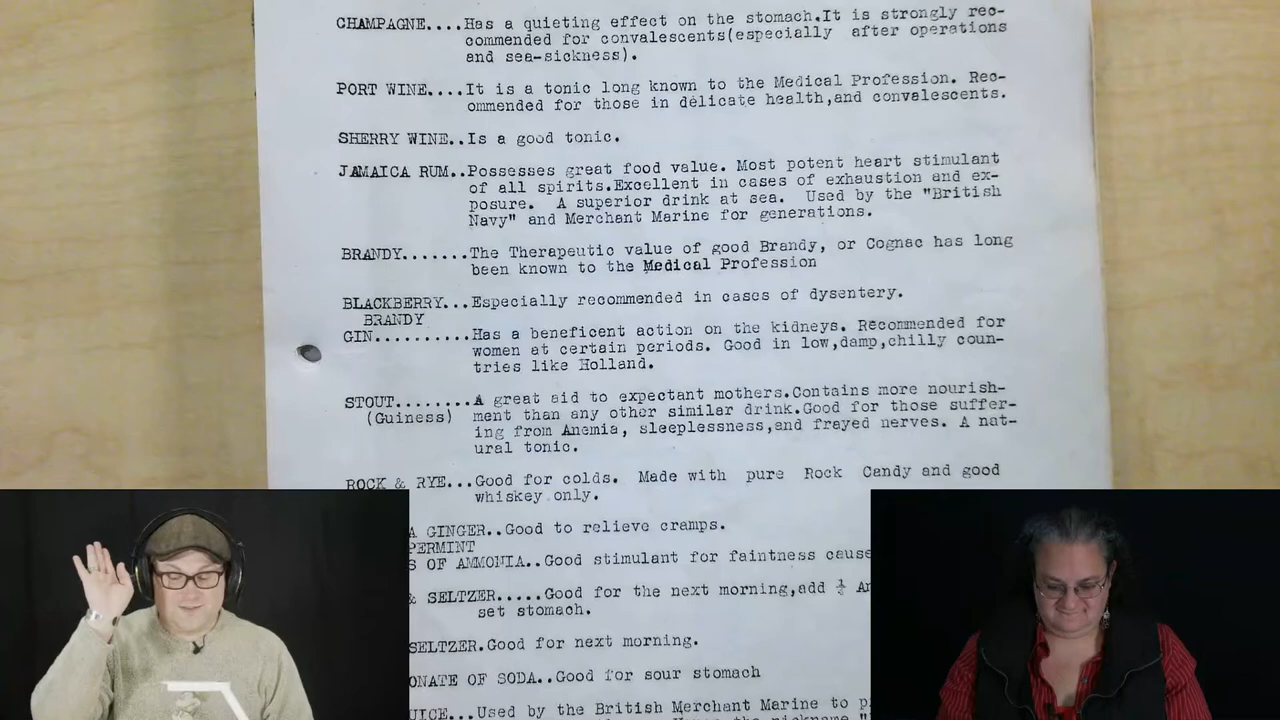 CHAMPAGNE....Has a quieting effect on the stomach.It is strongly rec-
commended for convalescents(especially after operations
and sea-sickness).
PORT WINE....It is a tonic long known to the Medical Profession. Rec-
ommended for those in delicate health,and convalescents.
SHERRY WINE..Is a good tonic.
JAMAICA RUM..Possesses great food value. Most potent heart stimulant
of all spirits.Excellent in cases of exhaustion and ex-
posure. A superior drink at sea. Used by the "British
Navy" and Merchant Marine for generations.
BRANDY.......The Therapeutic value of good Brandy, or Cognac has long
been known to the Medical Profession
BLACKBERRY...Especially recommended in cases of dysentery.
BRANDY
GIN..........Has a beneficent action on the kidneys. Recommended for
women at certain periods. Good in low,damp,chilly coun-
tries like Holland.
STOUT........A great aid to expectant mothers.Contains more nourish-
(Guiness) ment than any other similar drink.Good for those suffer-
ing from Anemia, sleeplessness,and frayed nerves. A nat-
ural tonic.
ROCK & RYE...Good for colds. Made with pure Rock Candy and good
whiskey only.
A GINGER..Good to relieve cramps.
PERMINT
S OF AMMONIA..Good stimulant for faintness cause
& SELTZER.....Good for the next morning,add ½ A
set stomach.
SELTZER.Good for next morning.
ONATE OF SODA..Good for sour stomach
UICE...Used by the British Merchant Marine to p